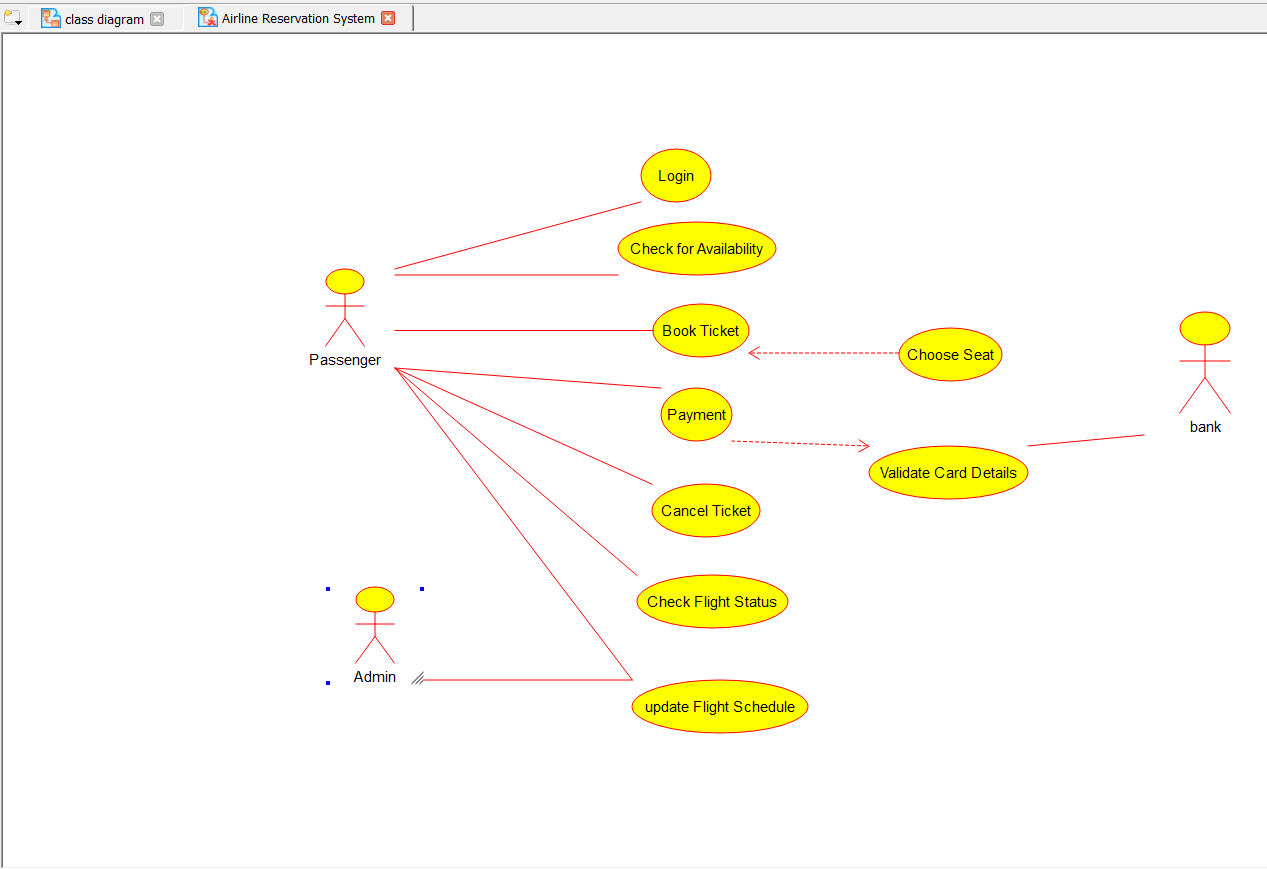 class diagram
Airline Reservation System
Login
Check for Availability
Book Ticket
Choose Seat
Passenger
Payment
bank
Validate Card Details
Cancel Ticket
Check Flight Status
Admin
update Flight Schedule